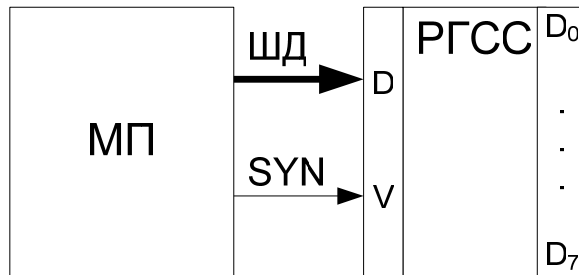 МП
ШД
SYN
D
V
РГСС
D₀
.
.
.
D₇